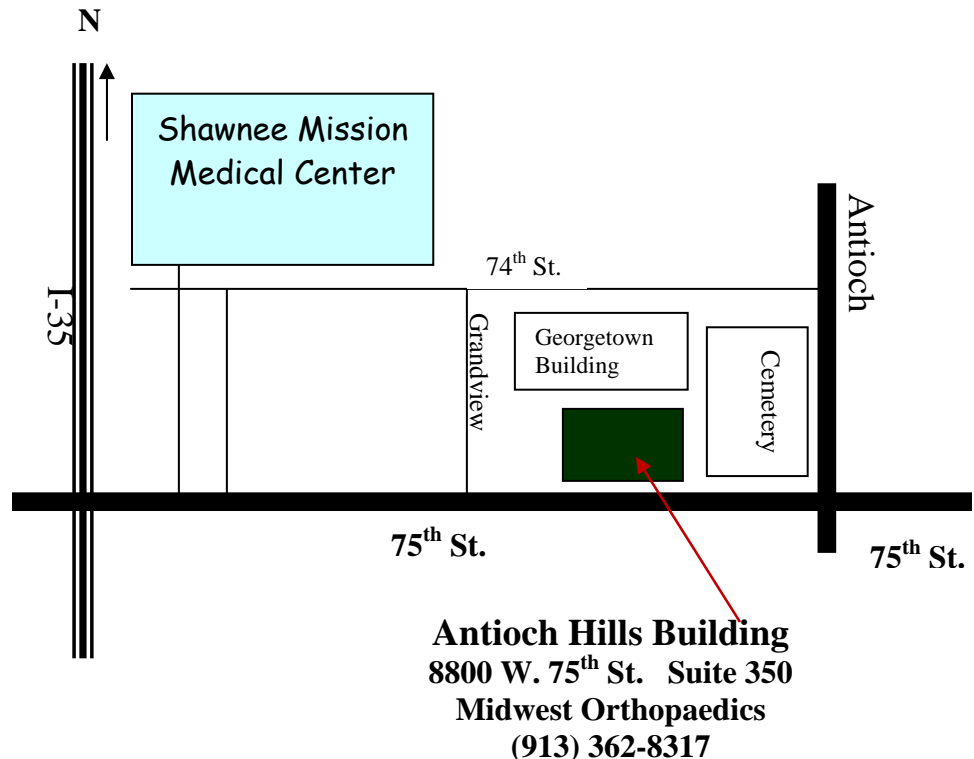 N
Shawnee Mission
Medical Center
Antioch
74th St.
I-35
Grandview
Georgetown
Building
Cemetery
75th St.
75th St.
Antioch Hills Building
8800 W. 75th St. Suite 350
Midwest Orthopaedics
(913) 362-8317